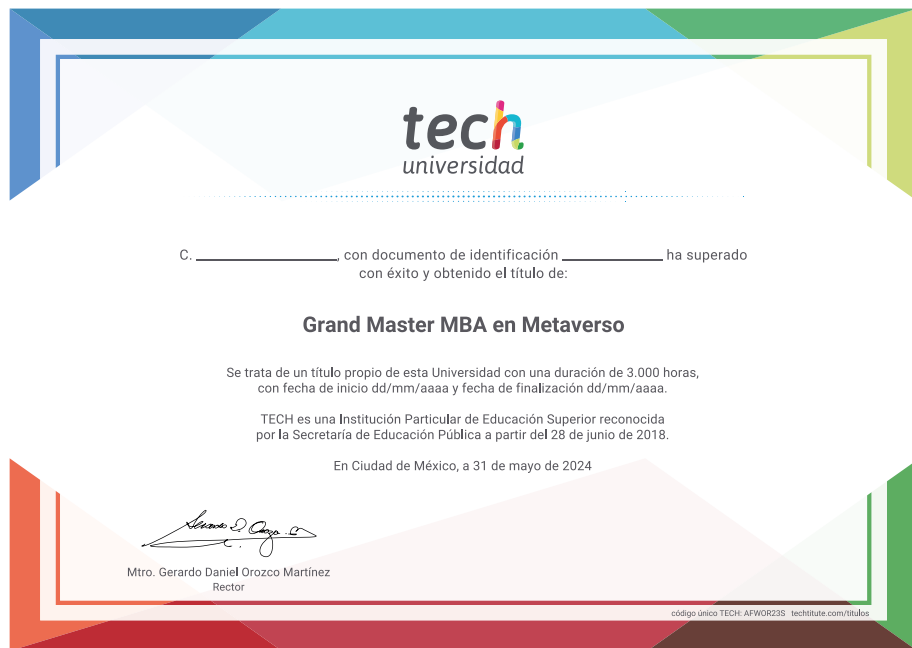 tech
universidad
C. ____________, con documento de identificación ____________ ha superado
con éxito y obtenido el título de:
Grand Master MBA en Metaverso
Se trata de un título propio de esta Universidad con una duración de 3.000 horas,
con fecha de inicio dd/mm/aaaa y fecha de finalización dd/mm/aaaa.
TECH es una Institución Particular de Educación Superior reconocida
por la Secretaría de Educación Pública a partir del 28 de junio de 2018.
En Ciudad de México, a 31 de mayo de 2024
Mtro. Gerardo Daniel Orozco Martínez
Rector
código único TECH: AFWOR23S techtitute.com/titulos